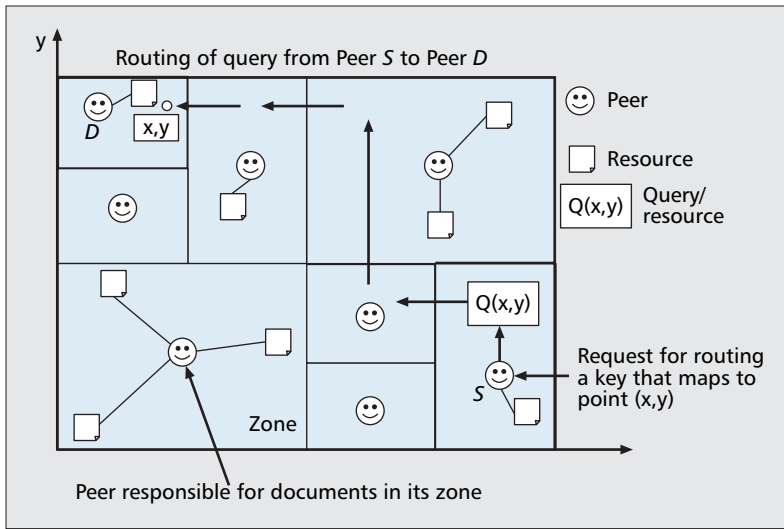 y
Routing of query from Peer S to Peer D
D
x,y
Peer
Resource
Q(x,y)
Query/
resource
Q(x,y)
S
Request for routing
a key that maps to
point (x,y)
Zone
Peer responsible for documents in its zone